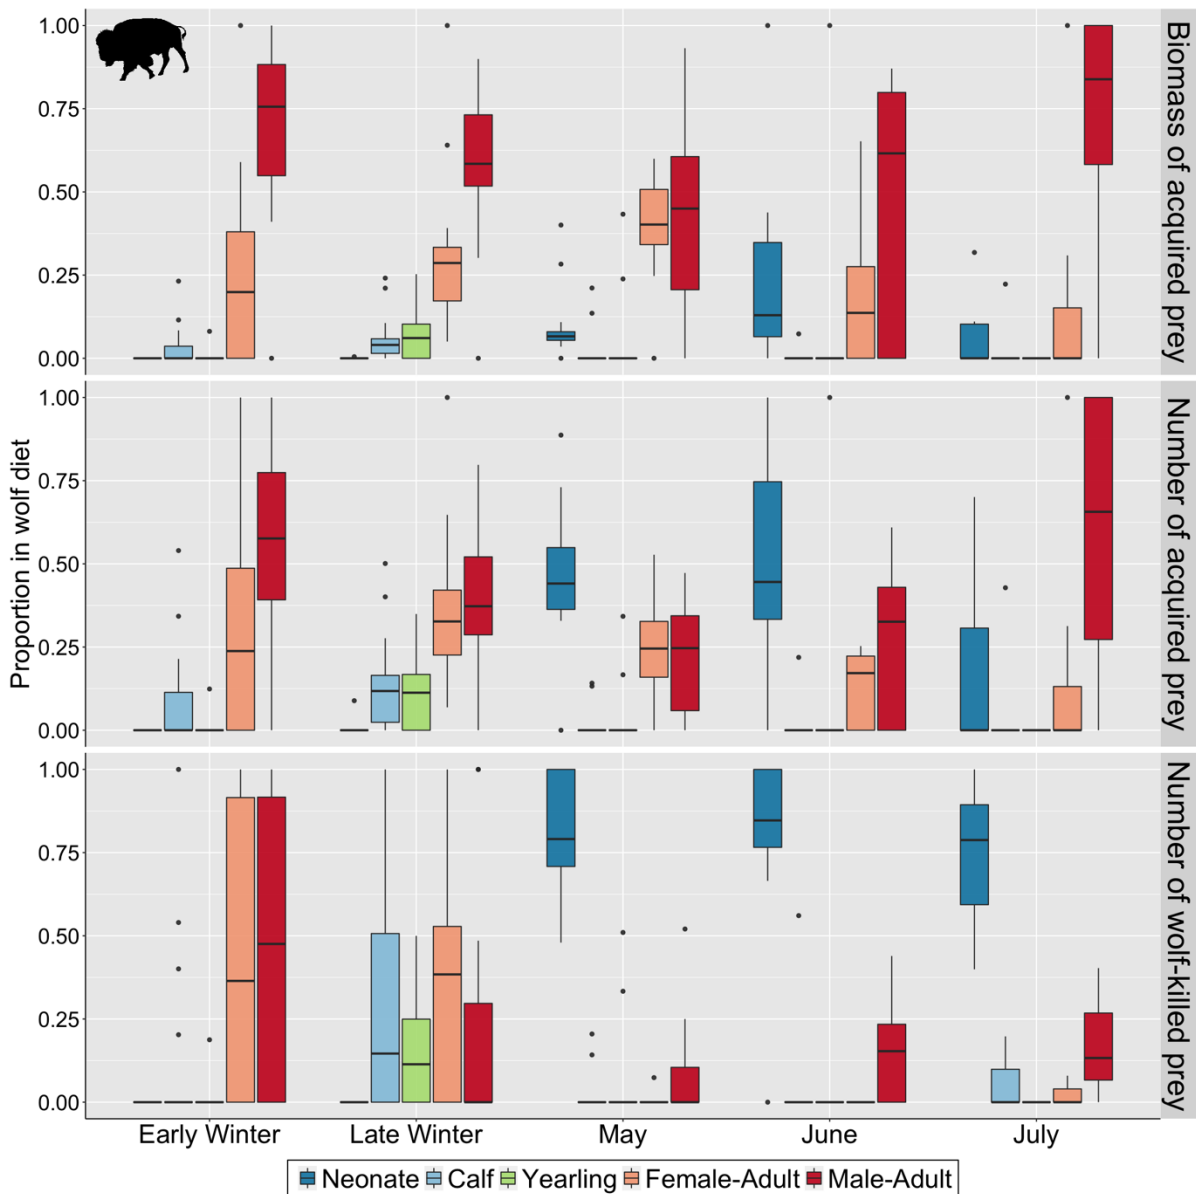 Proportion in wolf diet
1.00
0.75
0.50
0.25
0.00
Biomass of acquired prey
1.00
0.75
0.50
0.25
0.00
Number of acquired prey
1.00
0.75
0.50
0.25
0.00
Number of wolf-killed prey
Early Winter Late Winter May June July
Neonate Calf Yearling Female-Adult Male-Adult